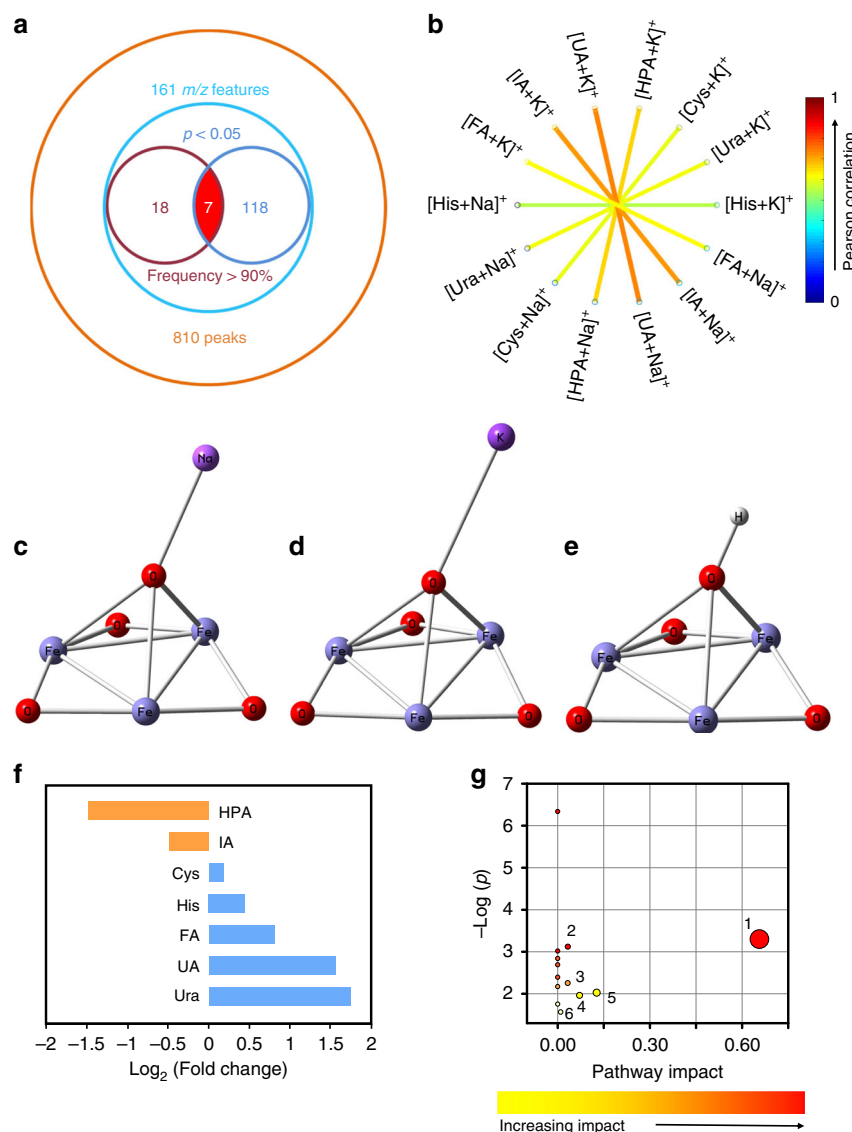 a
161 m/z features
p < 0.05
18
7
118
Frequency > 90%
810 peaks
b
[UA+K]+
[HPA+K]+
[IA+K]+
[Cys+K]+
[FA+K]+
[Ura+K]+
[His+Na]+
[His+K]+
[Ura+Na]+
[FA+Na]+
[Cys+Na]+
[IA+Na]+
[HPA+Na]+
[UA+Na]+
1
Pearson correlation
0
c
Na
O
O
Fe
Fe
O
Fe
O
d
K
O
O
Fe
Fe
O
Fe
O
e
H
O
O
Fe
Fe
O
Fe
O
f
HPA
IA
Cys
His
FA
UA
Ura
−2 −1.5 −1 −0.5 0 0.5 1 1.5 2
Log2 (Fold change)
g
7
6
5
4
3
2
−Log (p)
1
2
3
4
5
6
0.00 0.30 0.60
Pathway impact
Increasing impact